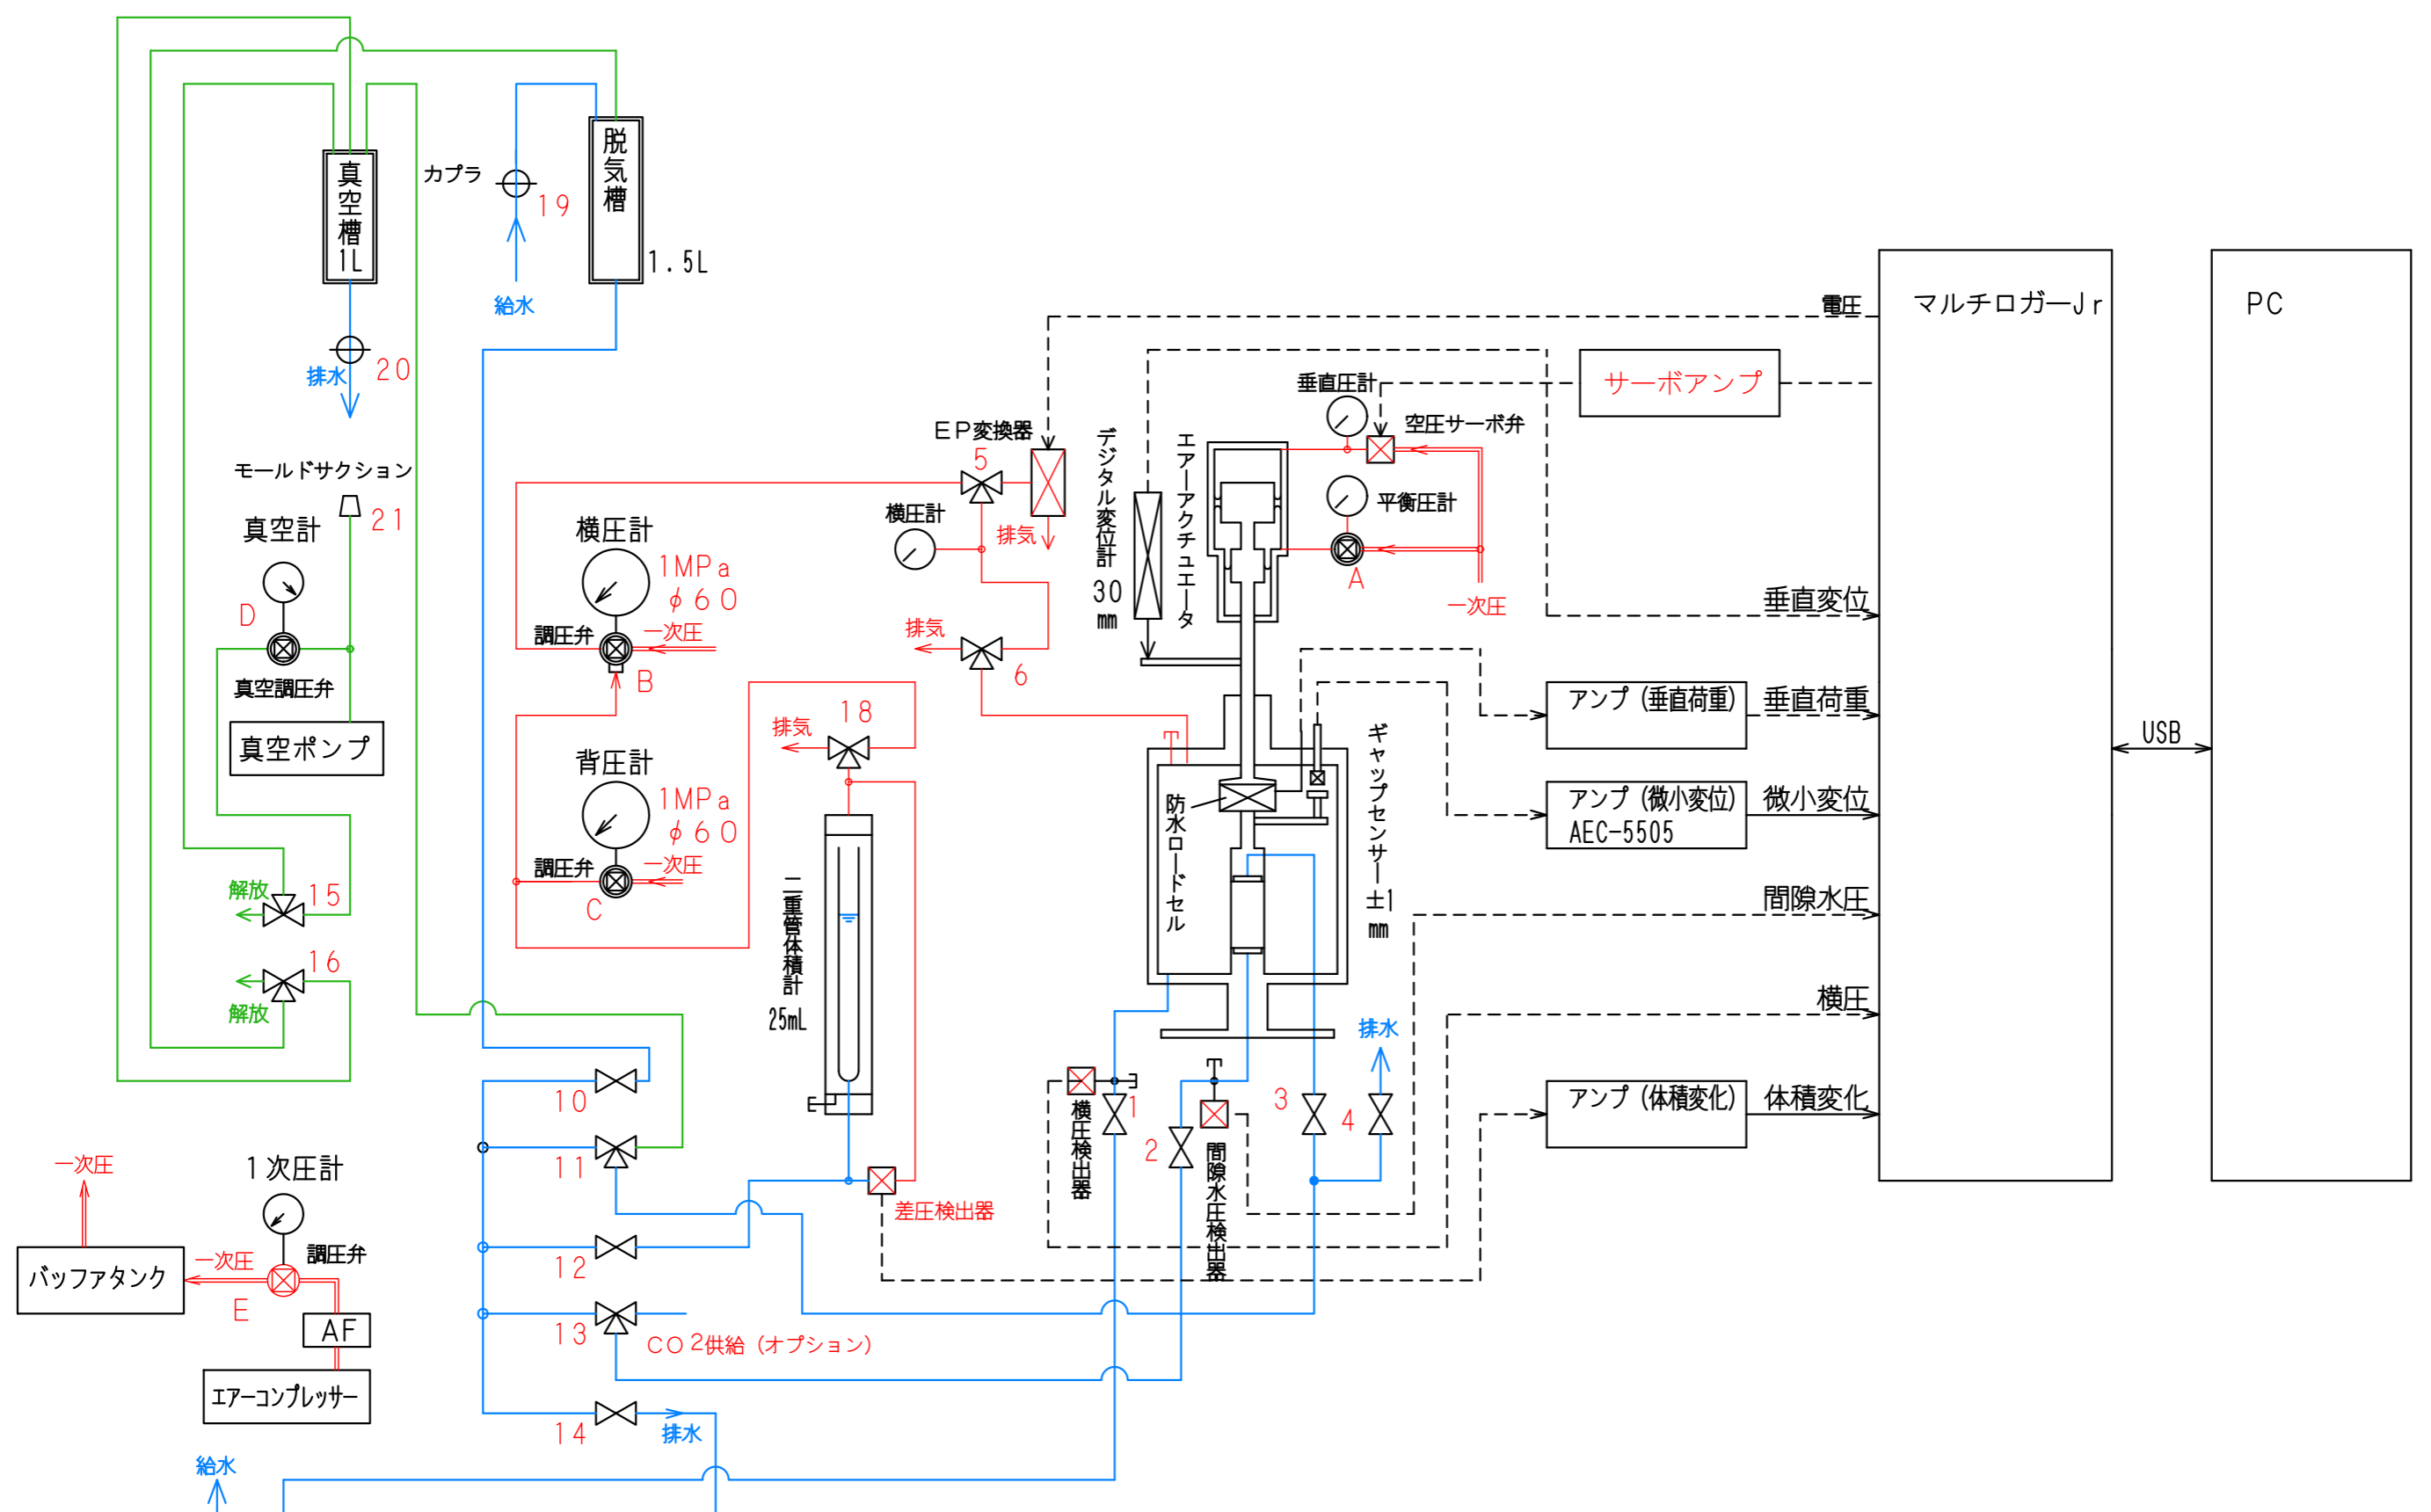 真空槽
1L
カプラ
19
脱気槽
1.5L
給水
20
排水
モールドサクション
21
真空計
D
真空調圧弁
真空ポンプ
解放
15
16
解放
横圧計
1MPa
φ60
調圧弁
一次圧
B
背圧計
1MPa
φ60
調圧弁
一次圧
C
EP変換器
5
横圧計
排気
排気
6
排気
18
二重管体積計
25mL
差圧検出器
デジタル変位計
30
mm
エアーアクチュエータ
垂直圧計
空圧サーボ弁
平衡圧計
A
一次圧
防水ロードセル
ギャップセンサー
±1
mm
排水
横圧検出器
1
2
間隙水圧検出器
3
4
10
11
12
13
CO2供給(オプション)
14
排水
一次圧
1次圧計
バッファタンク
一次圧
調圧弁
E
AF
エアーコンプレッサー
給水
電圧
サーボアンプ
垂直変位
アンプ(垂直荷重)
垂直荷重
アンプ(微小変位)
AEC-5505
微小変位
間隙水圧
横圧
アンプ(体積変化)
体積変化
マルチロガーJr
USB
PC